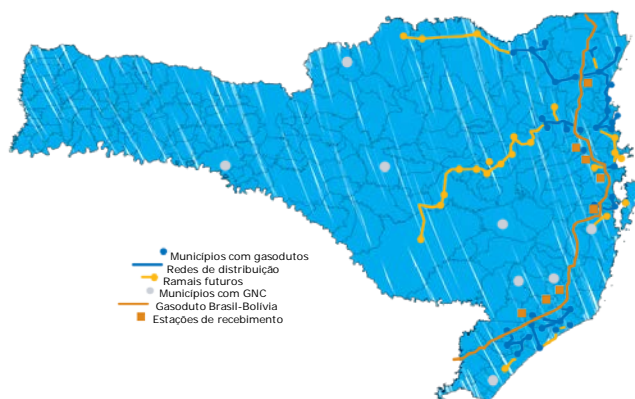 Municípios com gasodutos
Redes de distribuição
Ramais futuros
Municípios com GNC
Gasoduto Brasil-Bolívia
Estações de recebimento